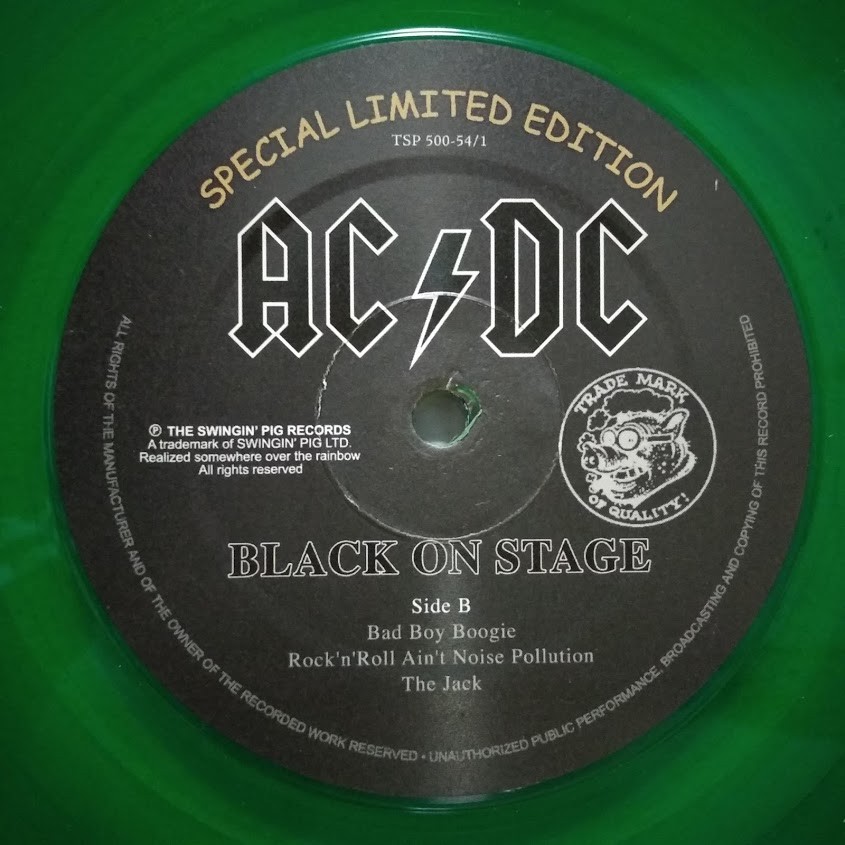 SPECIAL LIMITED EDITION
TSP 500-54/1
AC DC
TRADE MARK
OF QUALITY!
℗ THE SWINGIN' PIG RECORDS
A trademark of SWINGIN' PIG LTD.
Realized somewhere over the rainbow
All rights reserved
BLACK ON STAGE
Side B
Bad Boy Boogie
Rock'n'Roll Ain't Noise Pollution
The Jack
ALL RIGHTS OF THE MANUFACTURER AND OF THE OWNER OF THE RECORDED WORK RESERVED • UNAUTHORIZED PUBLIC PERFORMANCE, BROADCASTING AND COPYING OF THIS RECORD PROHIBITED